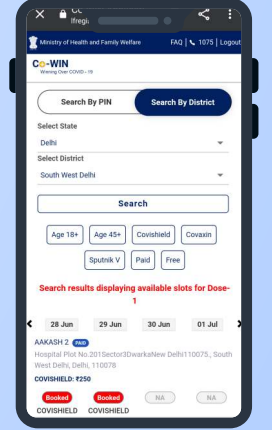 Ministry of Health and Family Welfare FAQ | 1075 | Logout
Co-WIN
Winning Over COVID - 19
Search By PIN Search By District
Select State
Delhi
Select District
South West Delhi
Search
Age 18+ Age 45+ Covishield Covaxin
Sputnik V Paid Free
Search results displaying available slots for Dose-
1
28 Jun 29 Jun 30 Jun 01 Jul
AAKASH 2 PAID
Hospital Plot No.201Sector3DwarkaNew Delhi110075., South
West Delhi, Delhi, 110078
COVISHIELD: ₹250
Booked Booked NA NA
COVISHIELD COVISHIELD